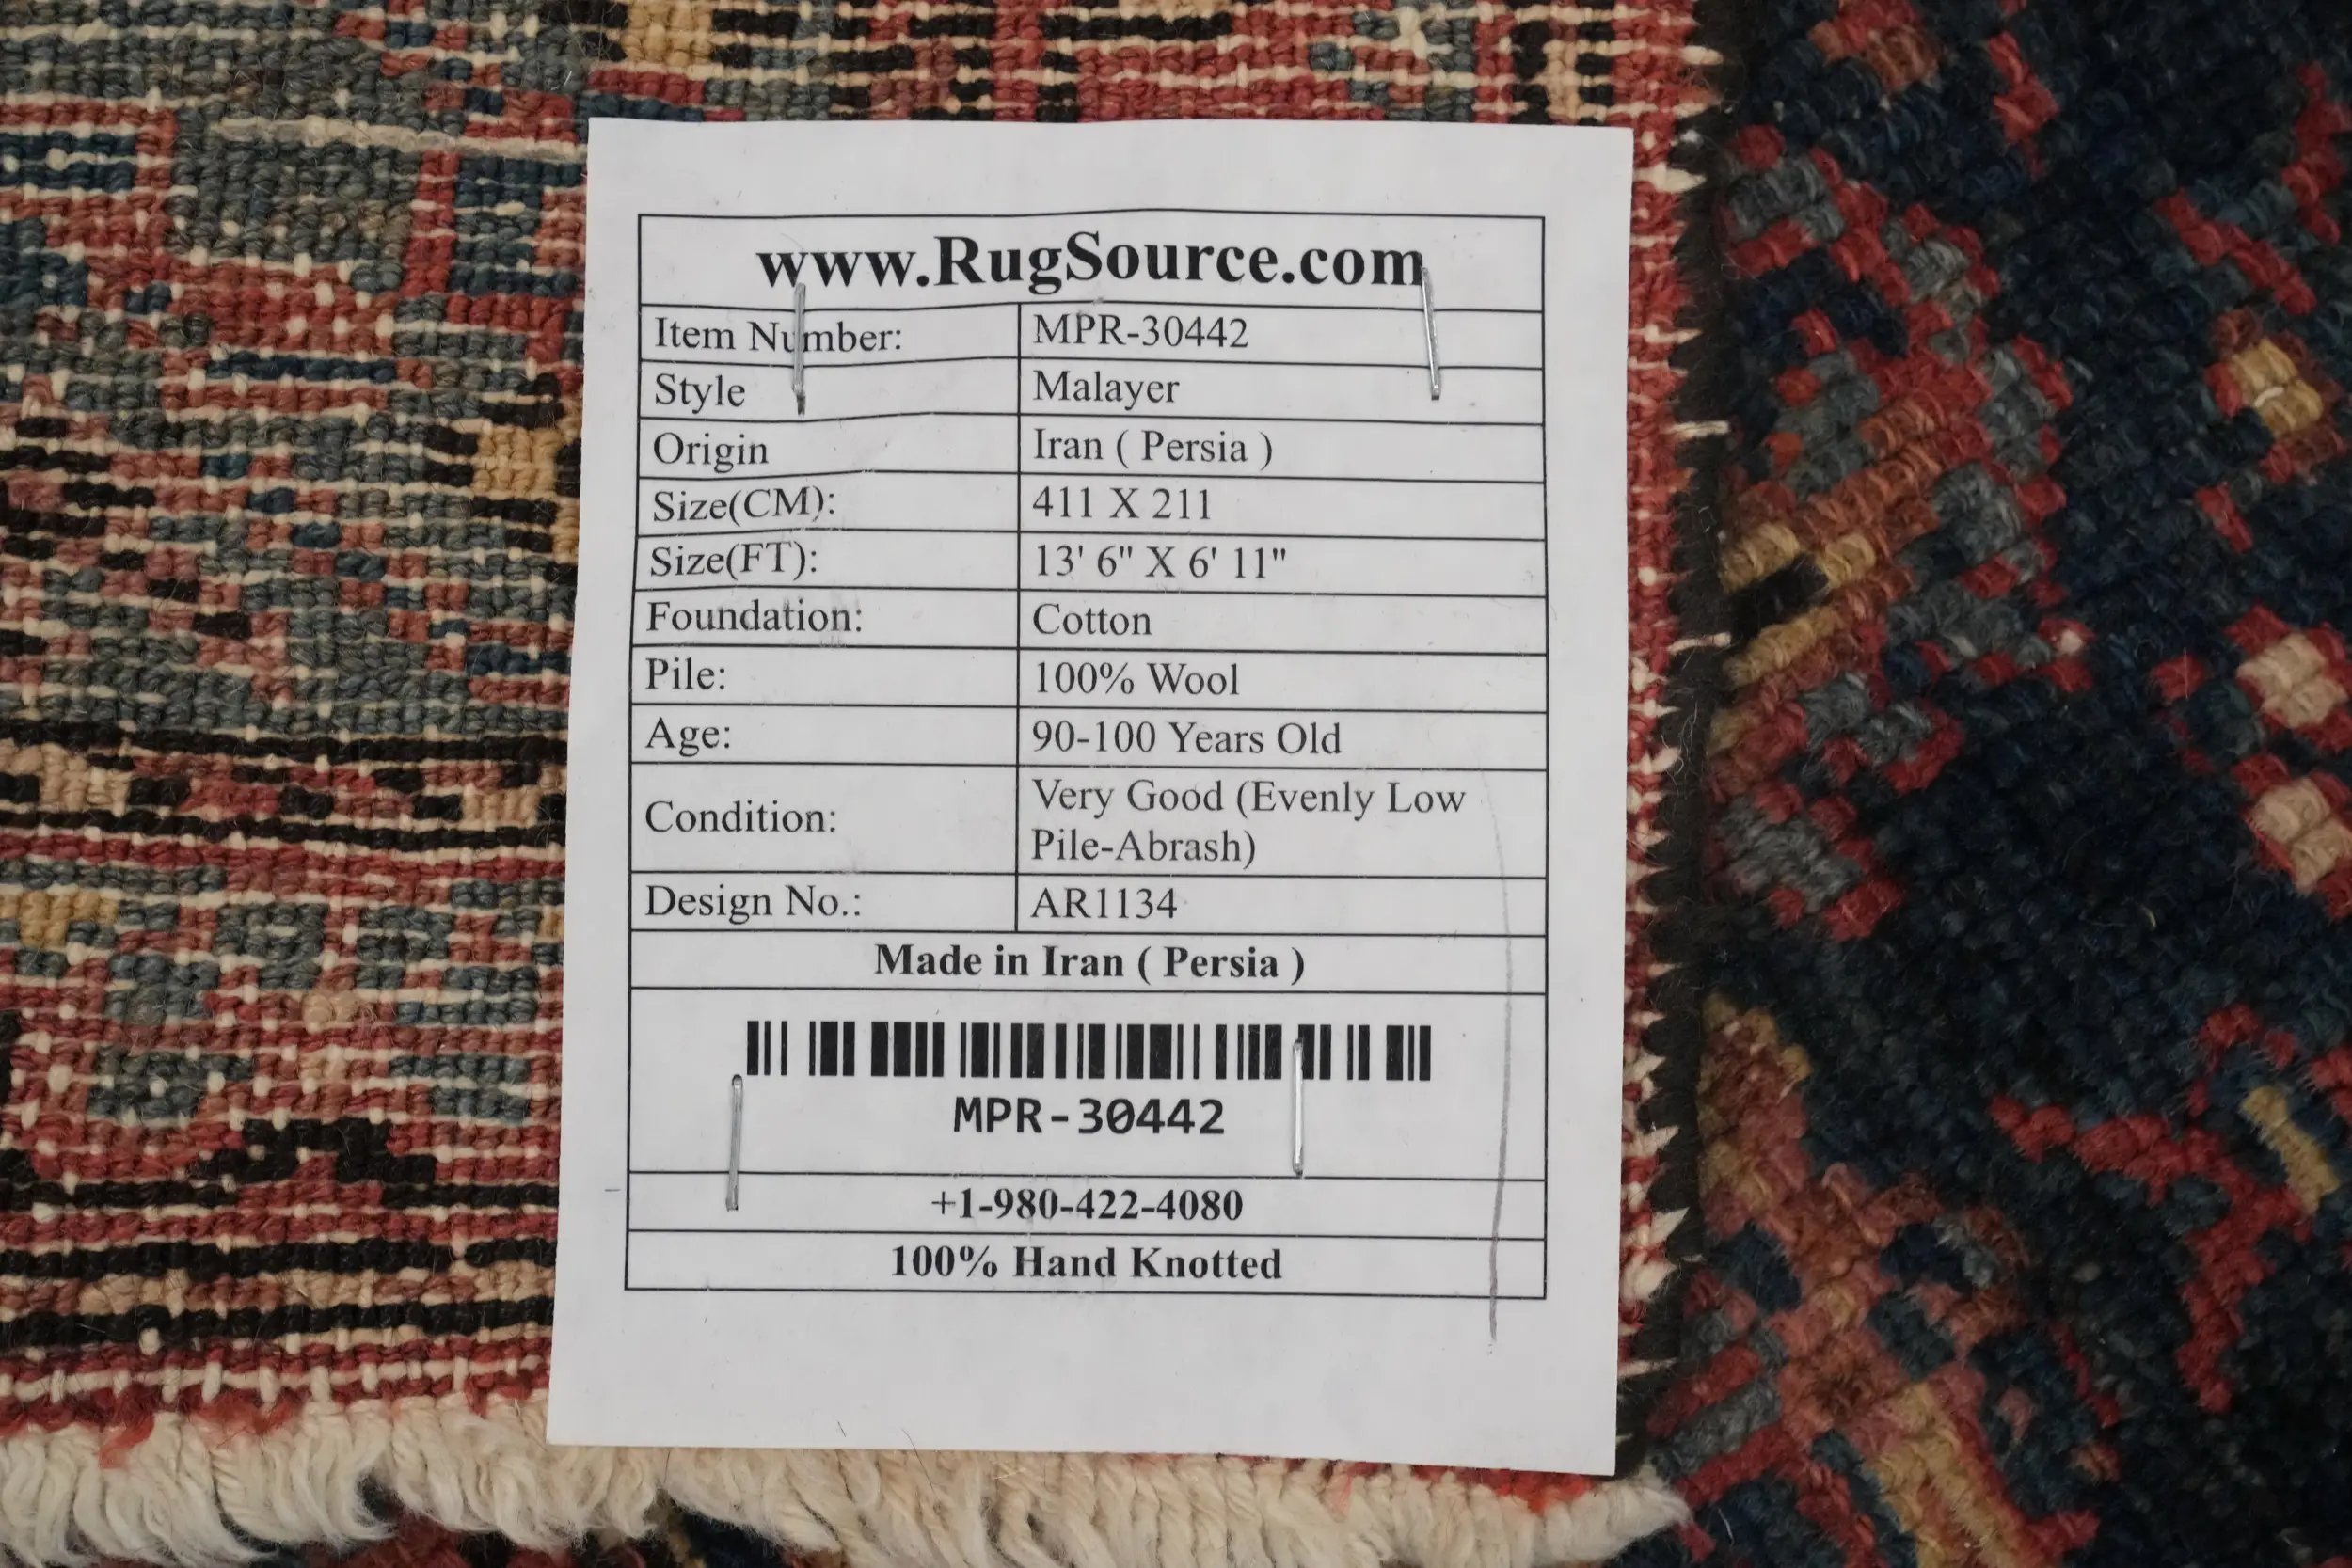 www.RugSource.com
Item Number: MPR-30442
Style Malayer
Origin Iran ( Persia )
Size(CM): 411 X 211
Size(FT): 13' 6" X 6' 11"
Foundation: Cotton
Pile: 100% Wool
Age: 90-100 Years Old
Condition: Very Good (Evenly Low
Pile-Abrash)
Design No.: AR1134
Made in Iran ( Persia )
MPR-30442
+1-980-422-4080
100% Hand Knotted